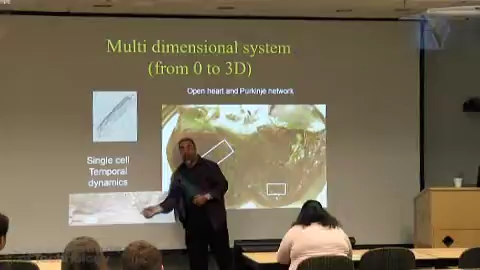 Multi dimensional system
(from 0 to 3D)
Open heart and Purkinje network
Single cell
Temporal
dynamics